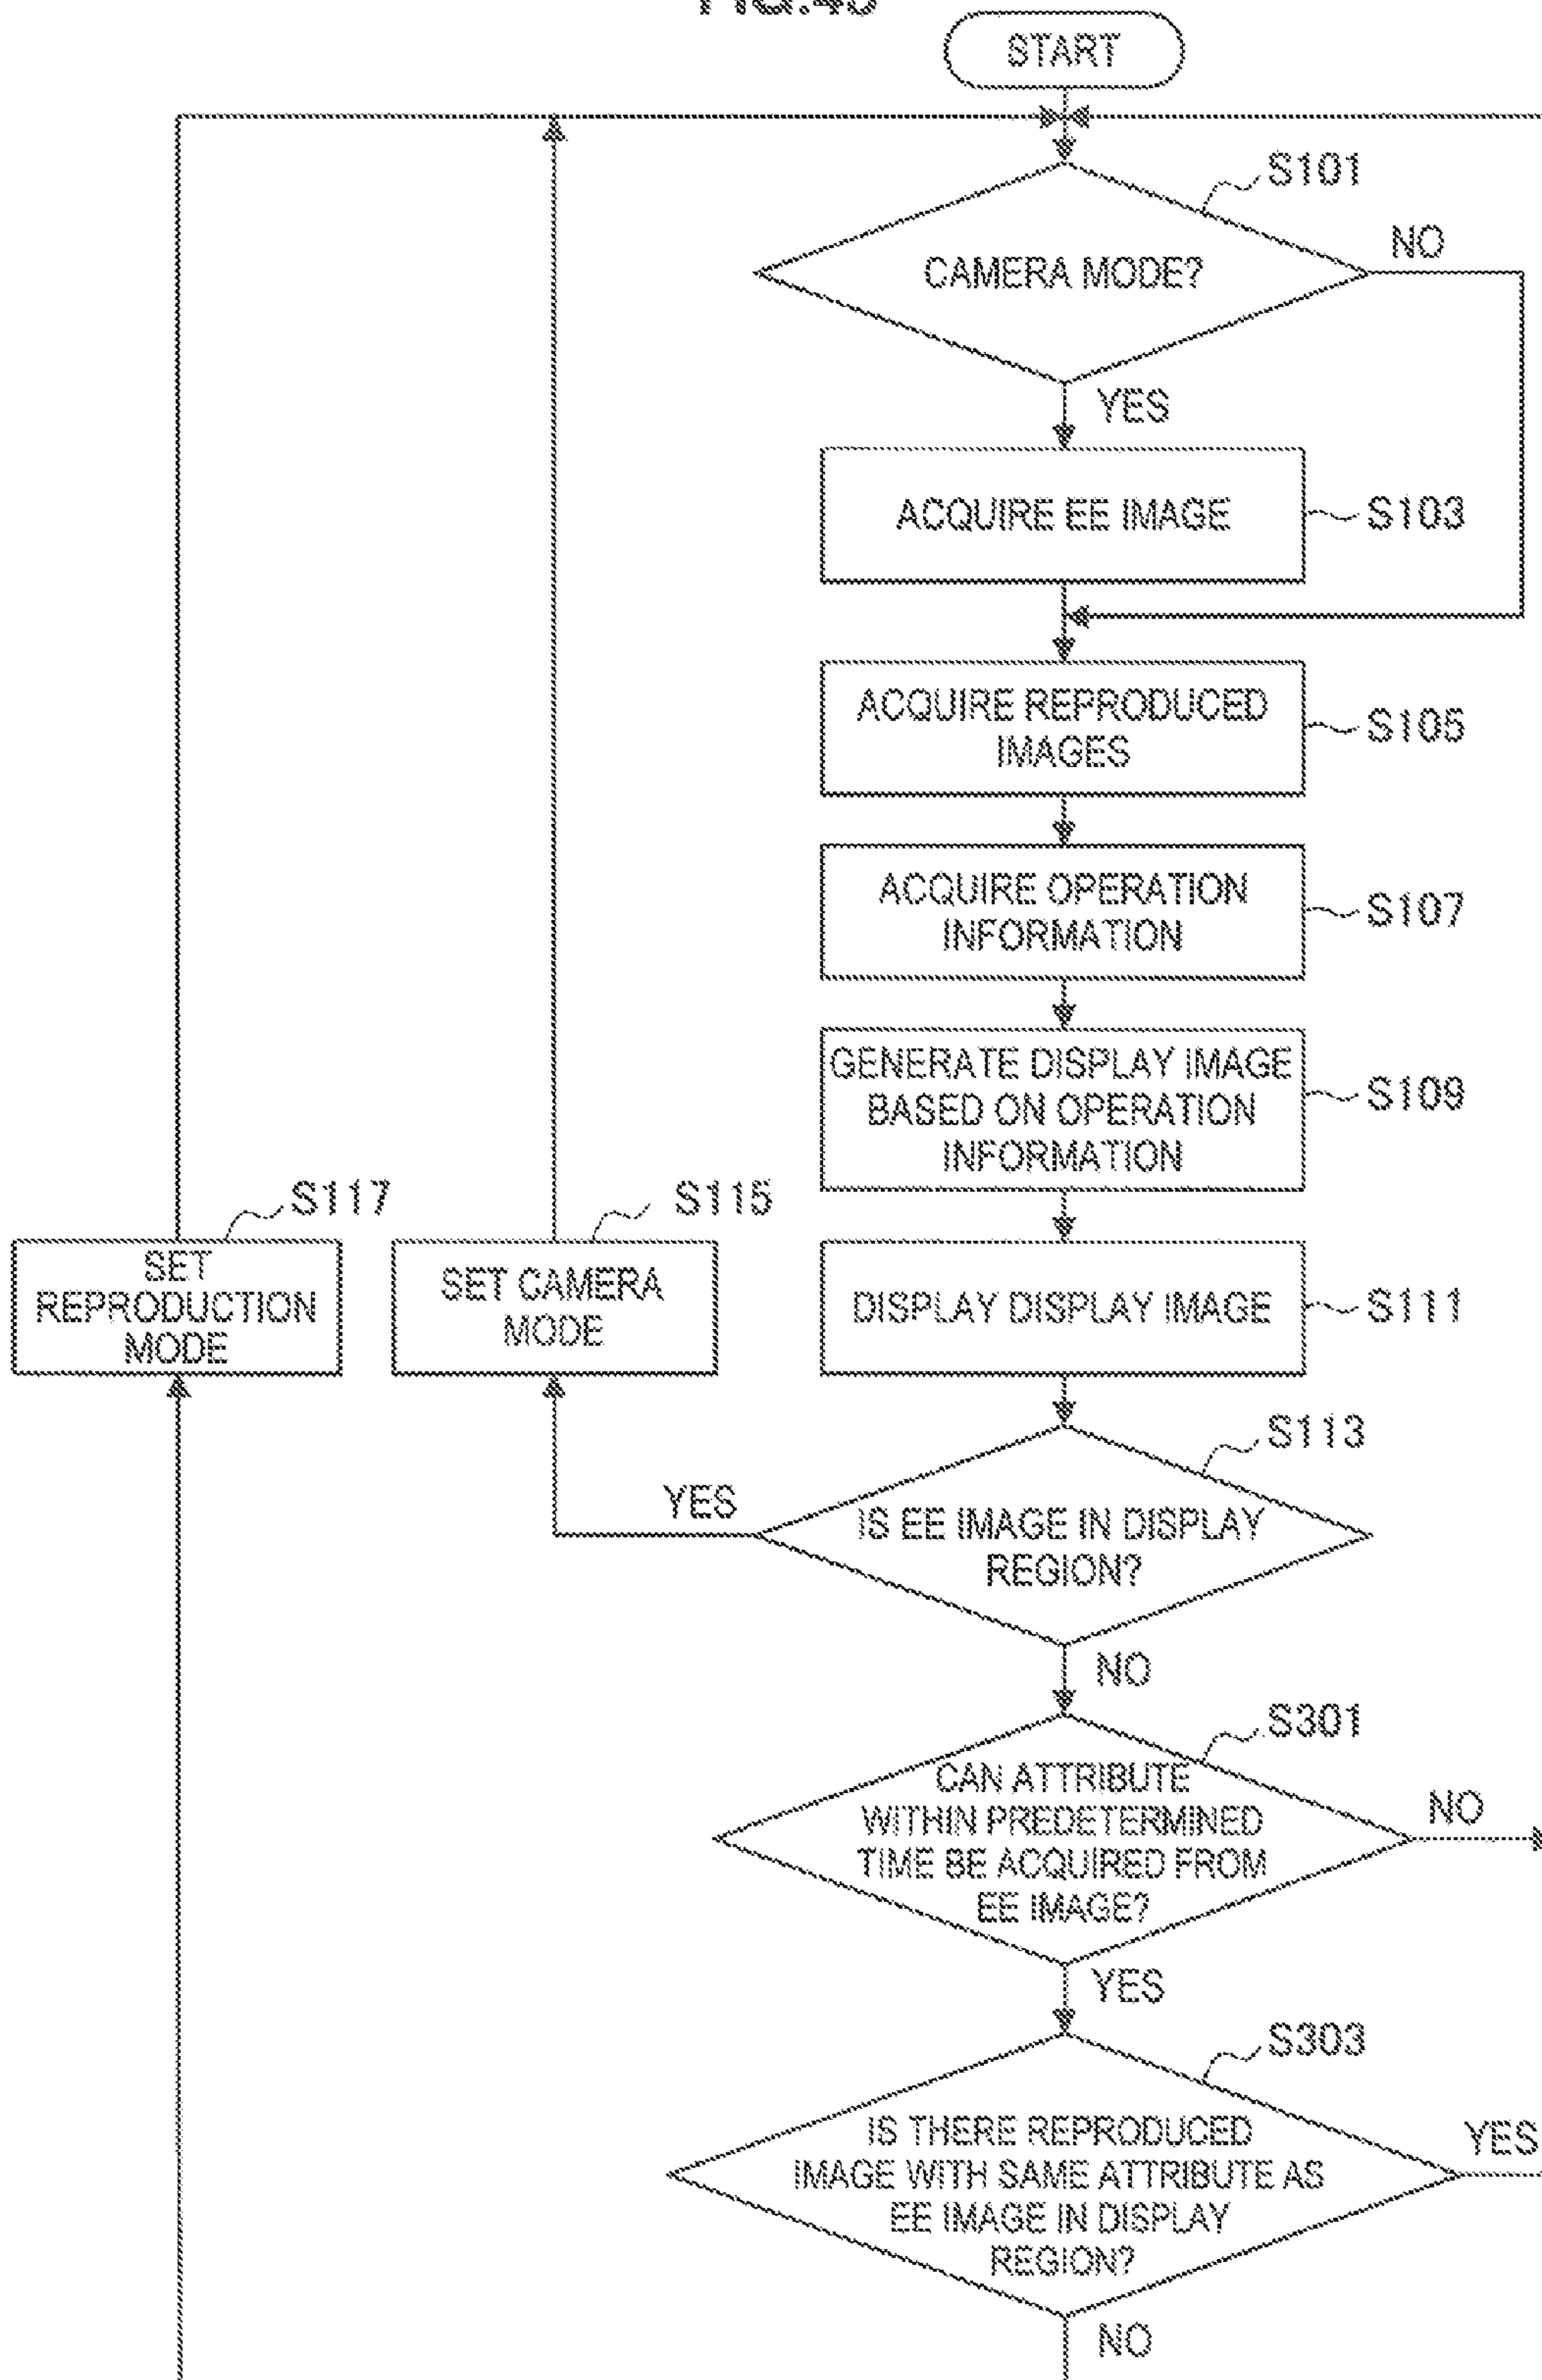 START
S101
CAMERA MODE?
NO
YES
ACQUIRE EE IMAGE
S103
ACQUIRE REPRODUCED
IMAGES
S105
ACQUIRE OPERATION
INFORMATION
S107
GENERATE DISPLAY IMAGE
BASED ON OPERATION
INFORMATION
S109
S117
SET
REPRODUCTION
MODE
S115
SET CAMERA
MODE
DISPLAY DISPLAY IMAGE
S111
S113
YES
IS EE IMAGE IN DISPLAY
REGION?
NO
S301
CAN ATTRIBUTE
WITHIN PREDETERMINED
TIME BE ACQUIRED FROM
EE IMAGE?
NO
YES
S303
IS THERE REPRODUCED
IMAGE WITH SAME ATTRIBUTE AS
EE IMAGE IN DISPLAY
REGION?
YES
NO